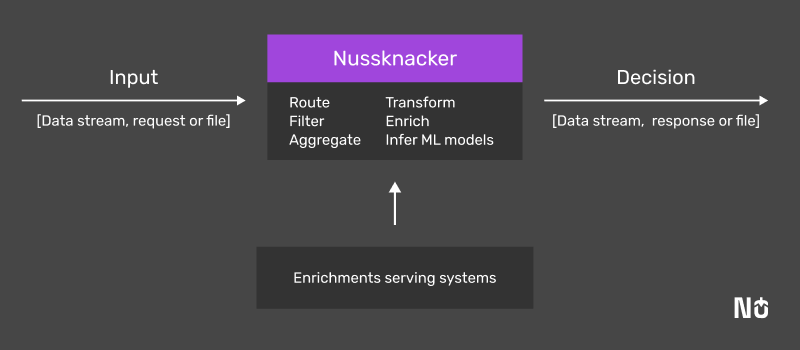 Input
[Data stream, request or file]
Nussknacker
Route Transform
Filter Enrich
Aggregate Infer ML models
Decision
[Data stream, response or file]
Enrichments serving systems
Nu